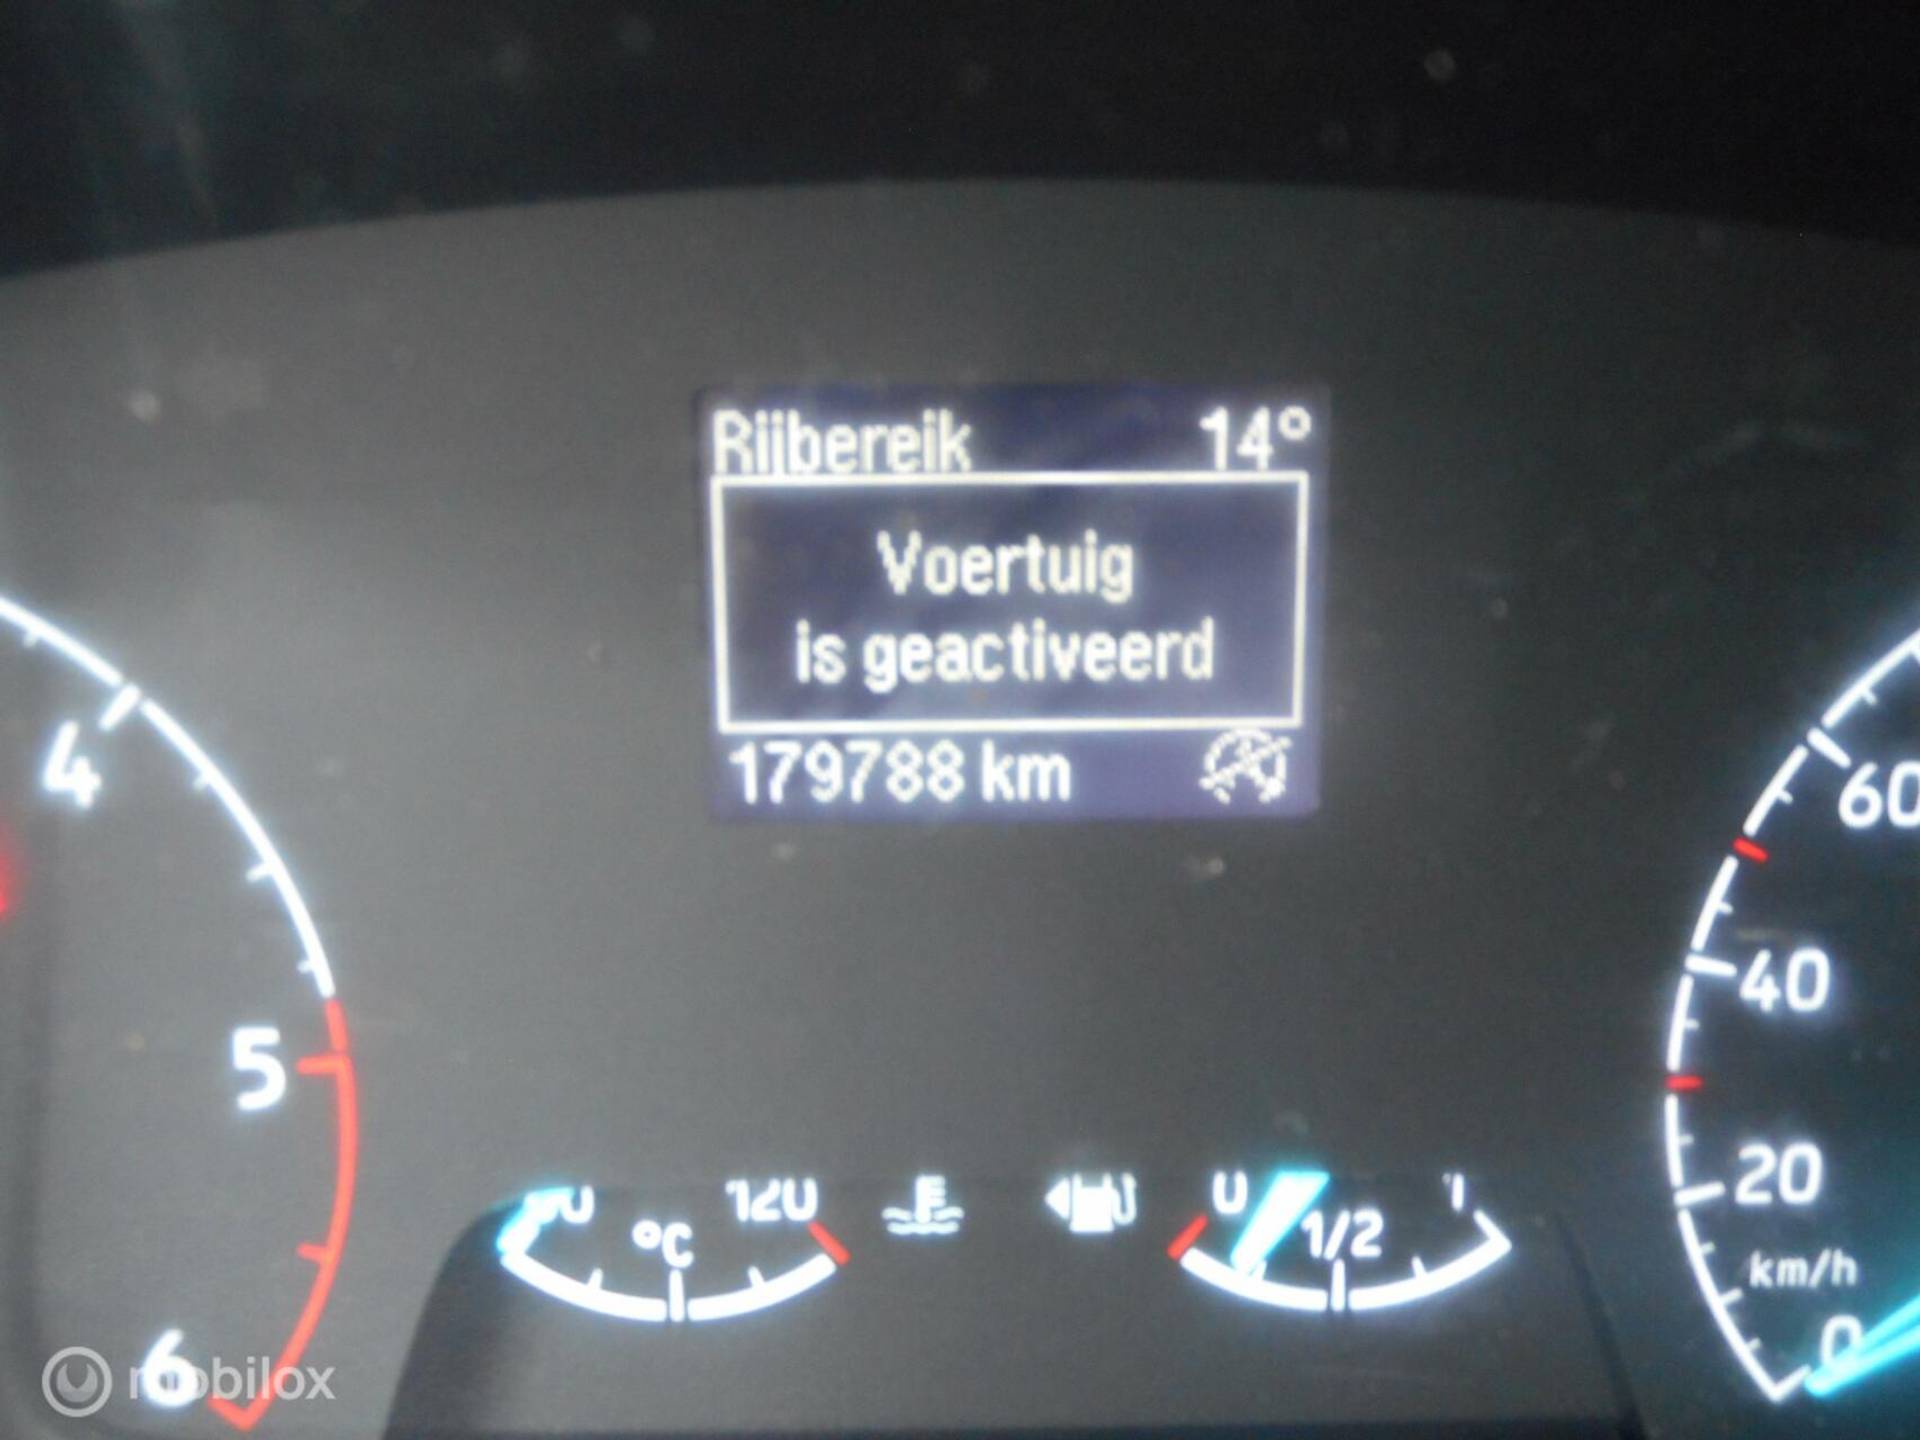 Rijbereik 14°
Voertuig
is geactiveerd
179788 km
4
60
40
5
20
120
°C
0
1/2
1
km/h
0
6
mobilox